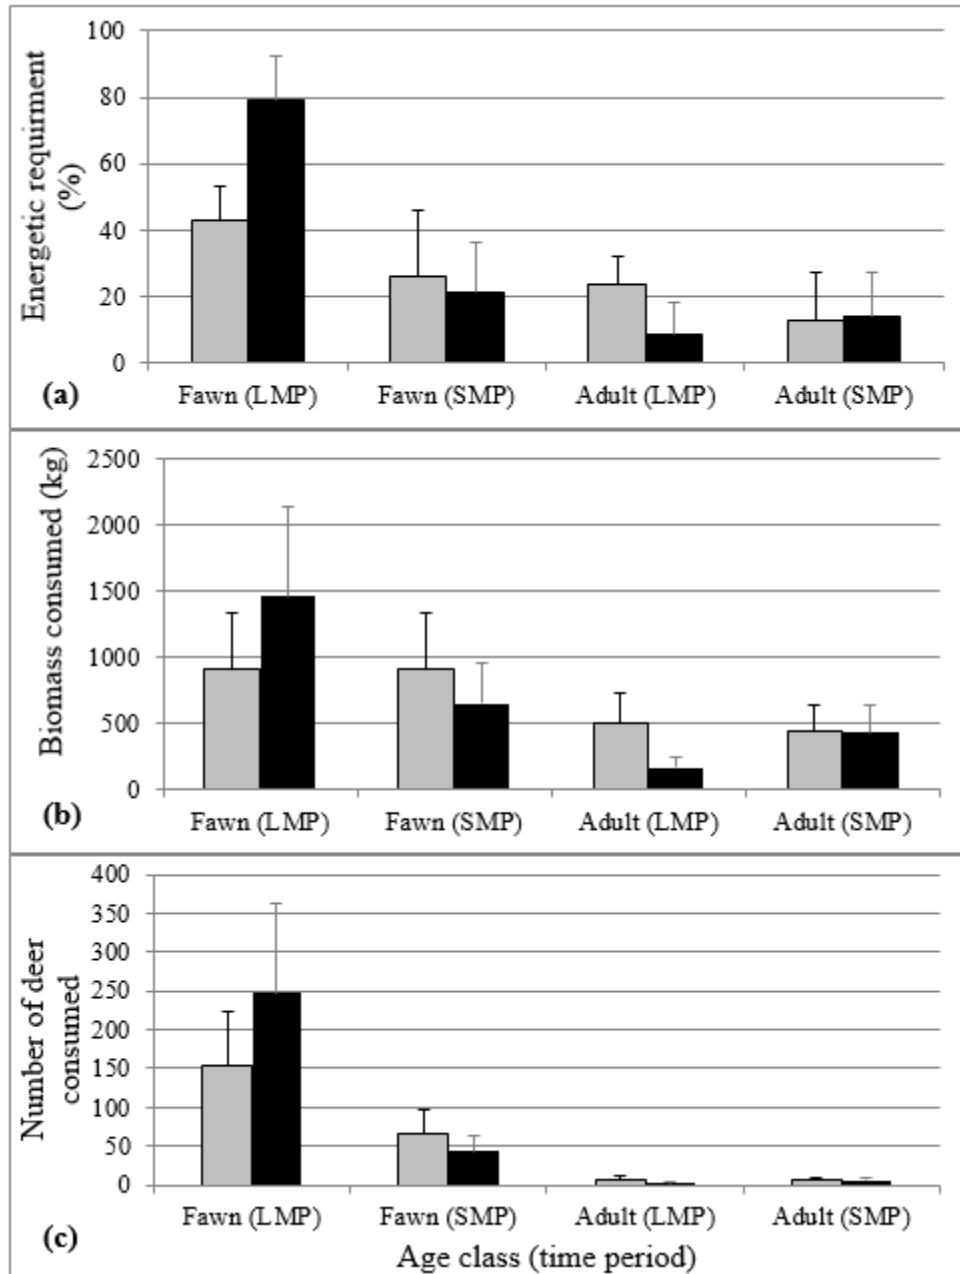 100
80
60
40
20
0
Energetic requirment
(%)
(a)
Fawn (LMP) Fawn (SMP) Adult (LMP) Adult (SMP)
2500
2000
1500
1000
500
0
Biomass consumed (kg)
(b)
Fawn (LMP) Fawn (SMP) Adult (LMP) Adult (SMP)
400
350
300
250
200
150
100
50
0
Number of deer
consumed
(c)
Fawn (LMP) Fawn (SMP) Adult (LMP) Adult (SMP)
Age class (time period)